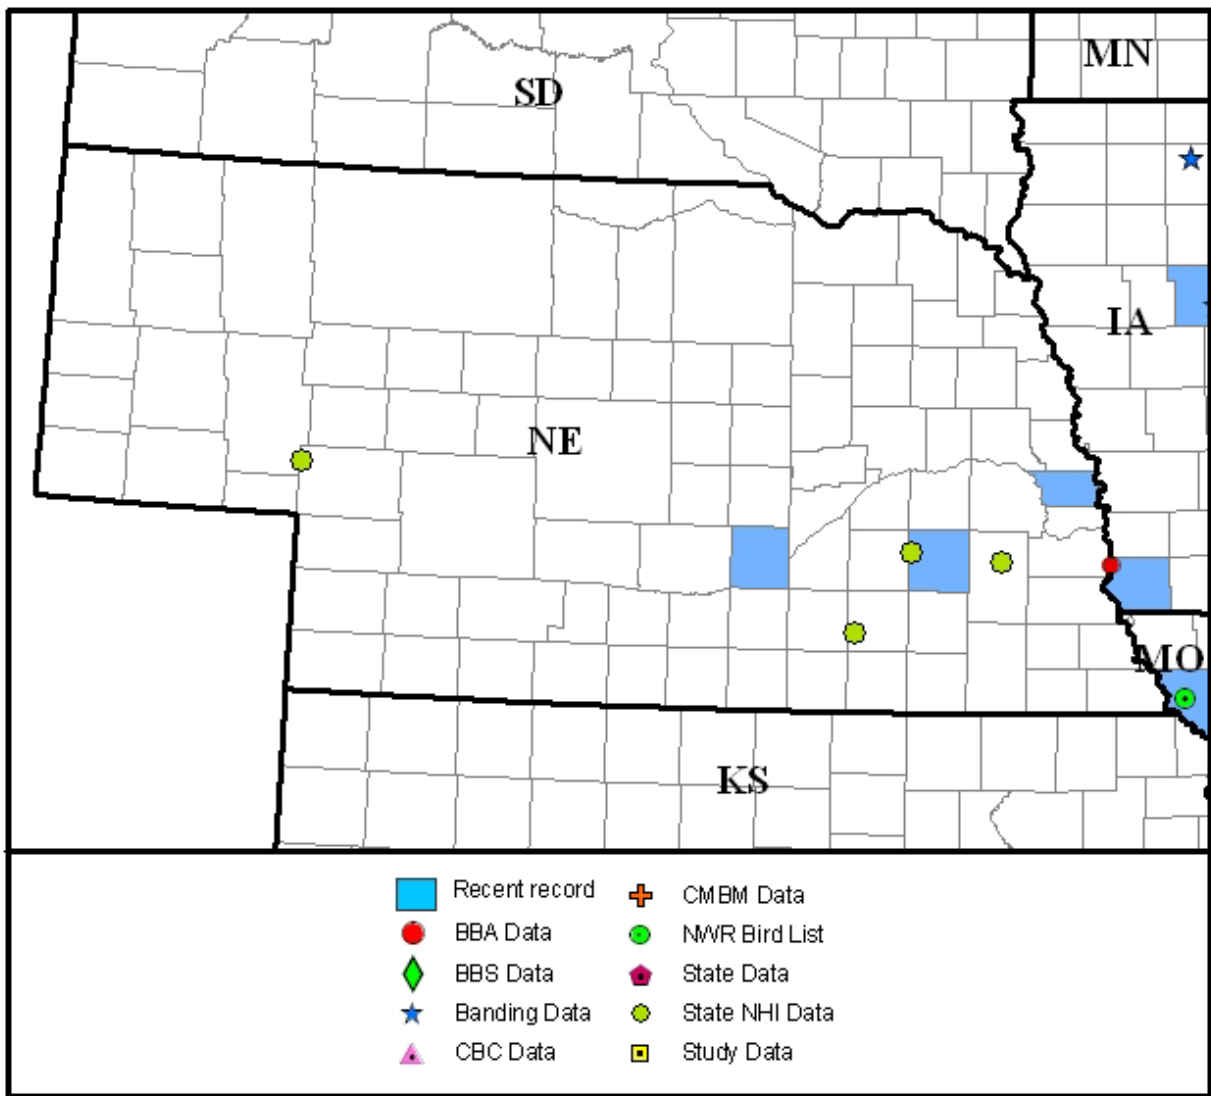 MN
SD
IA
NE
MO
KS
Recent record
CMBM Data
BBA Data
NWR Bird List
BBS Data
State Data
Banding Data
State NHI Data
CBC Data
Study Data